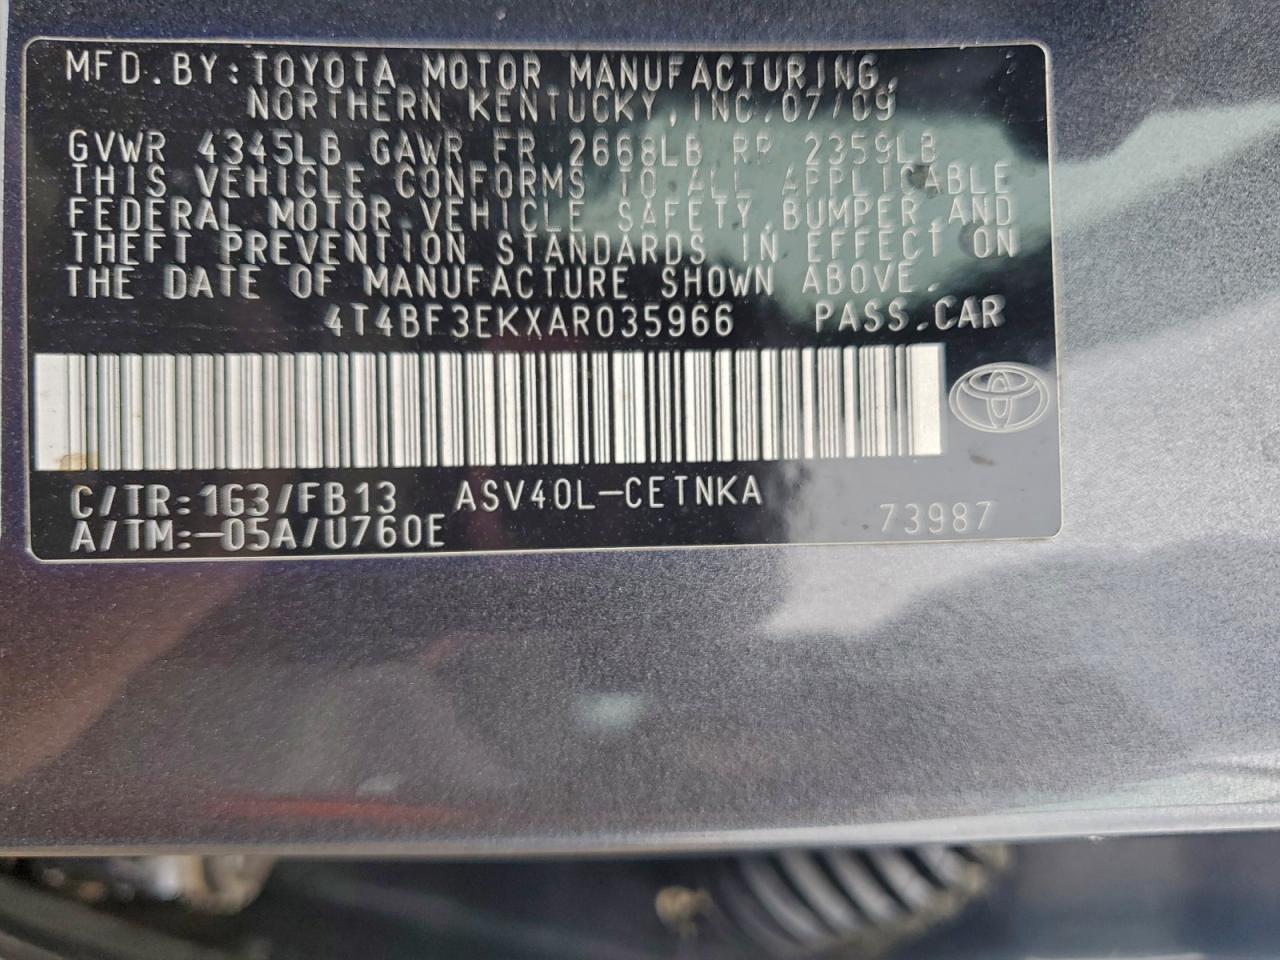 MFD.BY:TOYOTA MOTOR MANUFACTURING,
NORTHERN KENTUCKY,INC.07/09
GVWR 4345LB GAWR FR 2668LB RR 2359LB
THIS VEHICLE CONFORMS TO ALL APPLICABLE
FEDERAL MOTOR VEHICLE SAFETY,BUMPER,AND
THEFT PREVENTION STANDARDS IN EFFECT ON
THE DATE OF MANUFACTURE SHOWN ABOVE.
4T4BF3EKXAR035966 PASS.CAR
C/TR:1G3/FB13 ASV40L-CETNKA
A/TM:-05A/U760E 73987